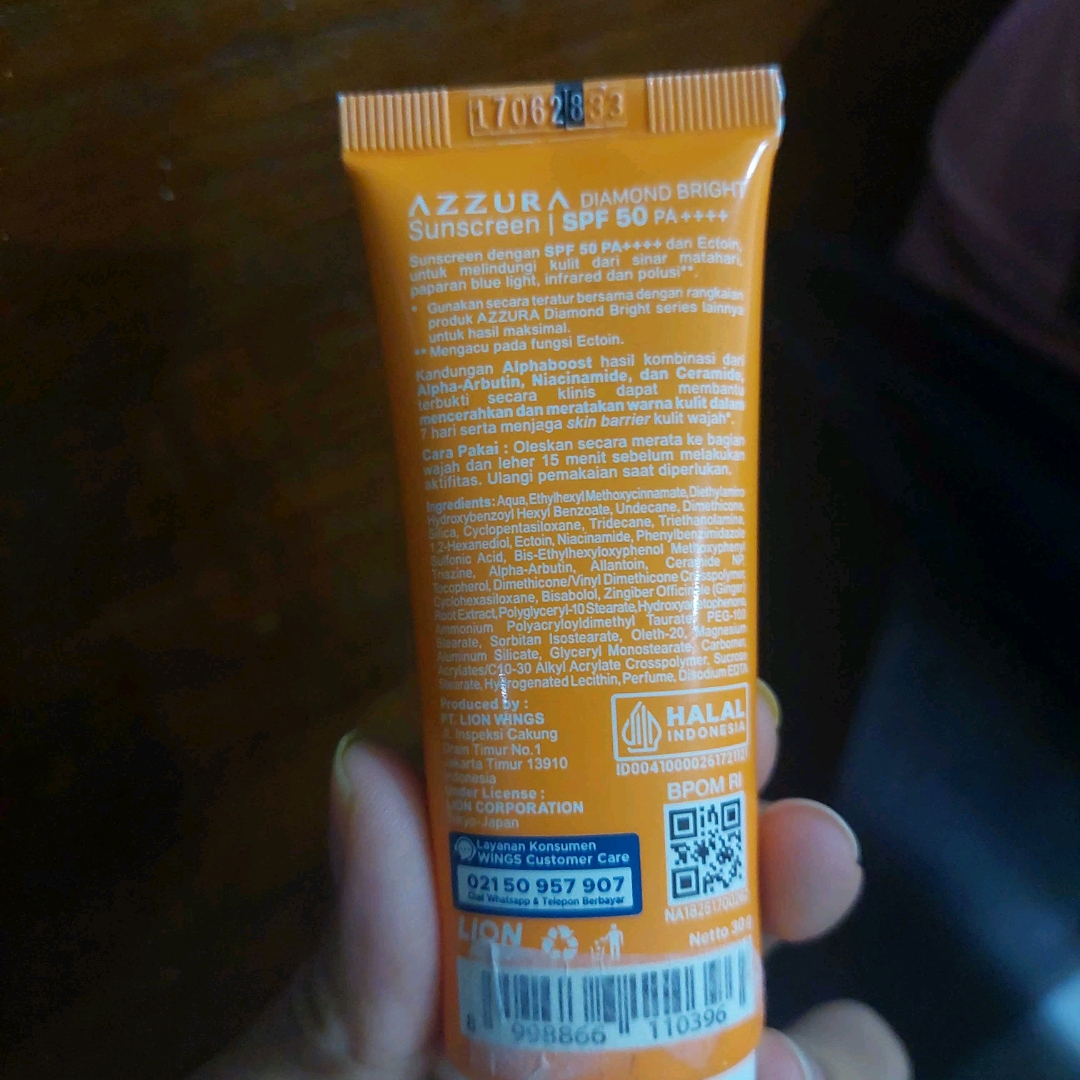 17062833
AZZURA DIAMOND BRIGHT
Sunscreen | SPF 50 PA++++
Sunscreen dengan SPF 50 PA++++ dan Ectoin,
untuk melindungi kulit dari sinar matahari,
paparan blue light, infrared dan polusi**.
* Gunakan secara teratur bersama dengan rangkaian
produk AZZURA Diamond Bright series lainnya
untuk hasil maksimal.
** Mengacu pada fungsi Ectoin.
Kandungan Alphaboost hasil kombinasi dari
Alpha-Arbutin, Niacinamide, dan Ceramide,
terbukti secara klinis dapat membantu
mencerahkan dan meratakan warna kulit dalam
7 hari serta menjaga skin barrier kulit wajah*.
Cara Pakai : Oleskan secara merata ke bagian
wajah dan leher 15 menit sebelum melakukan
aktifitas. Ulangi pemakaian saat diperlukan.
Ingredients: Aqua, Ethylhexyl Methoxycinnamate, Diethylamino
Hydroxybenzoyl Hexyl Benzoate, Undecane, Dimethicone,
Silica, Cyclopentasiloxane, Tridecane, Triethanolamine,
1,2-Hexanediol, Ectoin, Niacinamide, Phenylbenzimidazole
Sulfonic Acid, Bis-Ethylhexyloxyphenol Methoxyphenyl
Triazine, Alpha-Arbutin, Allantoin, Ceramide NP,
Tocopherol, Dimethicone/Vinyl Dimethicone Crosspolymer,
Cyclohexasiloxane, Bisabolol, Zingiber Officinale (Ginger)
Root Extract, Polyglyceryl-10 Stearate, Hydroxyacetophenone,
Ammonium Polyacryloyldimethyl Taurate, PEG-100
Stearate, Sorbitan Isostearate, Oleth-20, Magnesium
Aluminum Silicate, Glyceryl Monostearate, Carbomer,
Acrylates/C10-30 Alkyl Acrylate Crosspolymer, Sucrose
Stearate, Hydrogenated Lecithin, Perfume, Disodium EDTA
Produced by :
PT. LION WINGS
Jl. Inspeksi Cakung
Drain Timur No.1
Jakarta Timur 13910
Indonesia
Under License :
LION CORPORATION
Tokyo-Japan
HALAL
INDONESIA
BPOM RI
Layanan Konsumen
WINGS Customer Care
021 50 957 907
Chat Whatsapp & Telepon Berbayar
LION
Netto 30 g
8 998866 110396